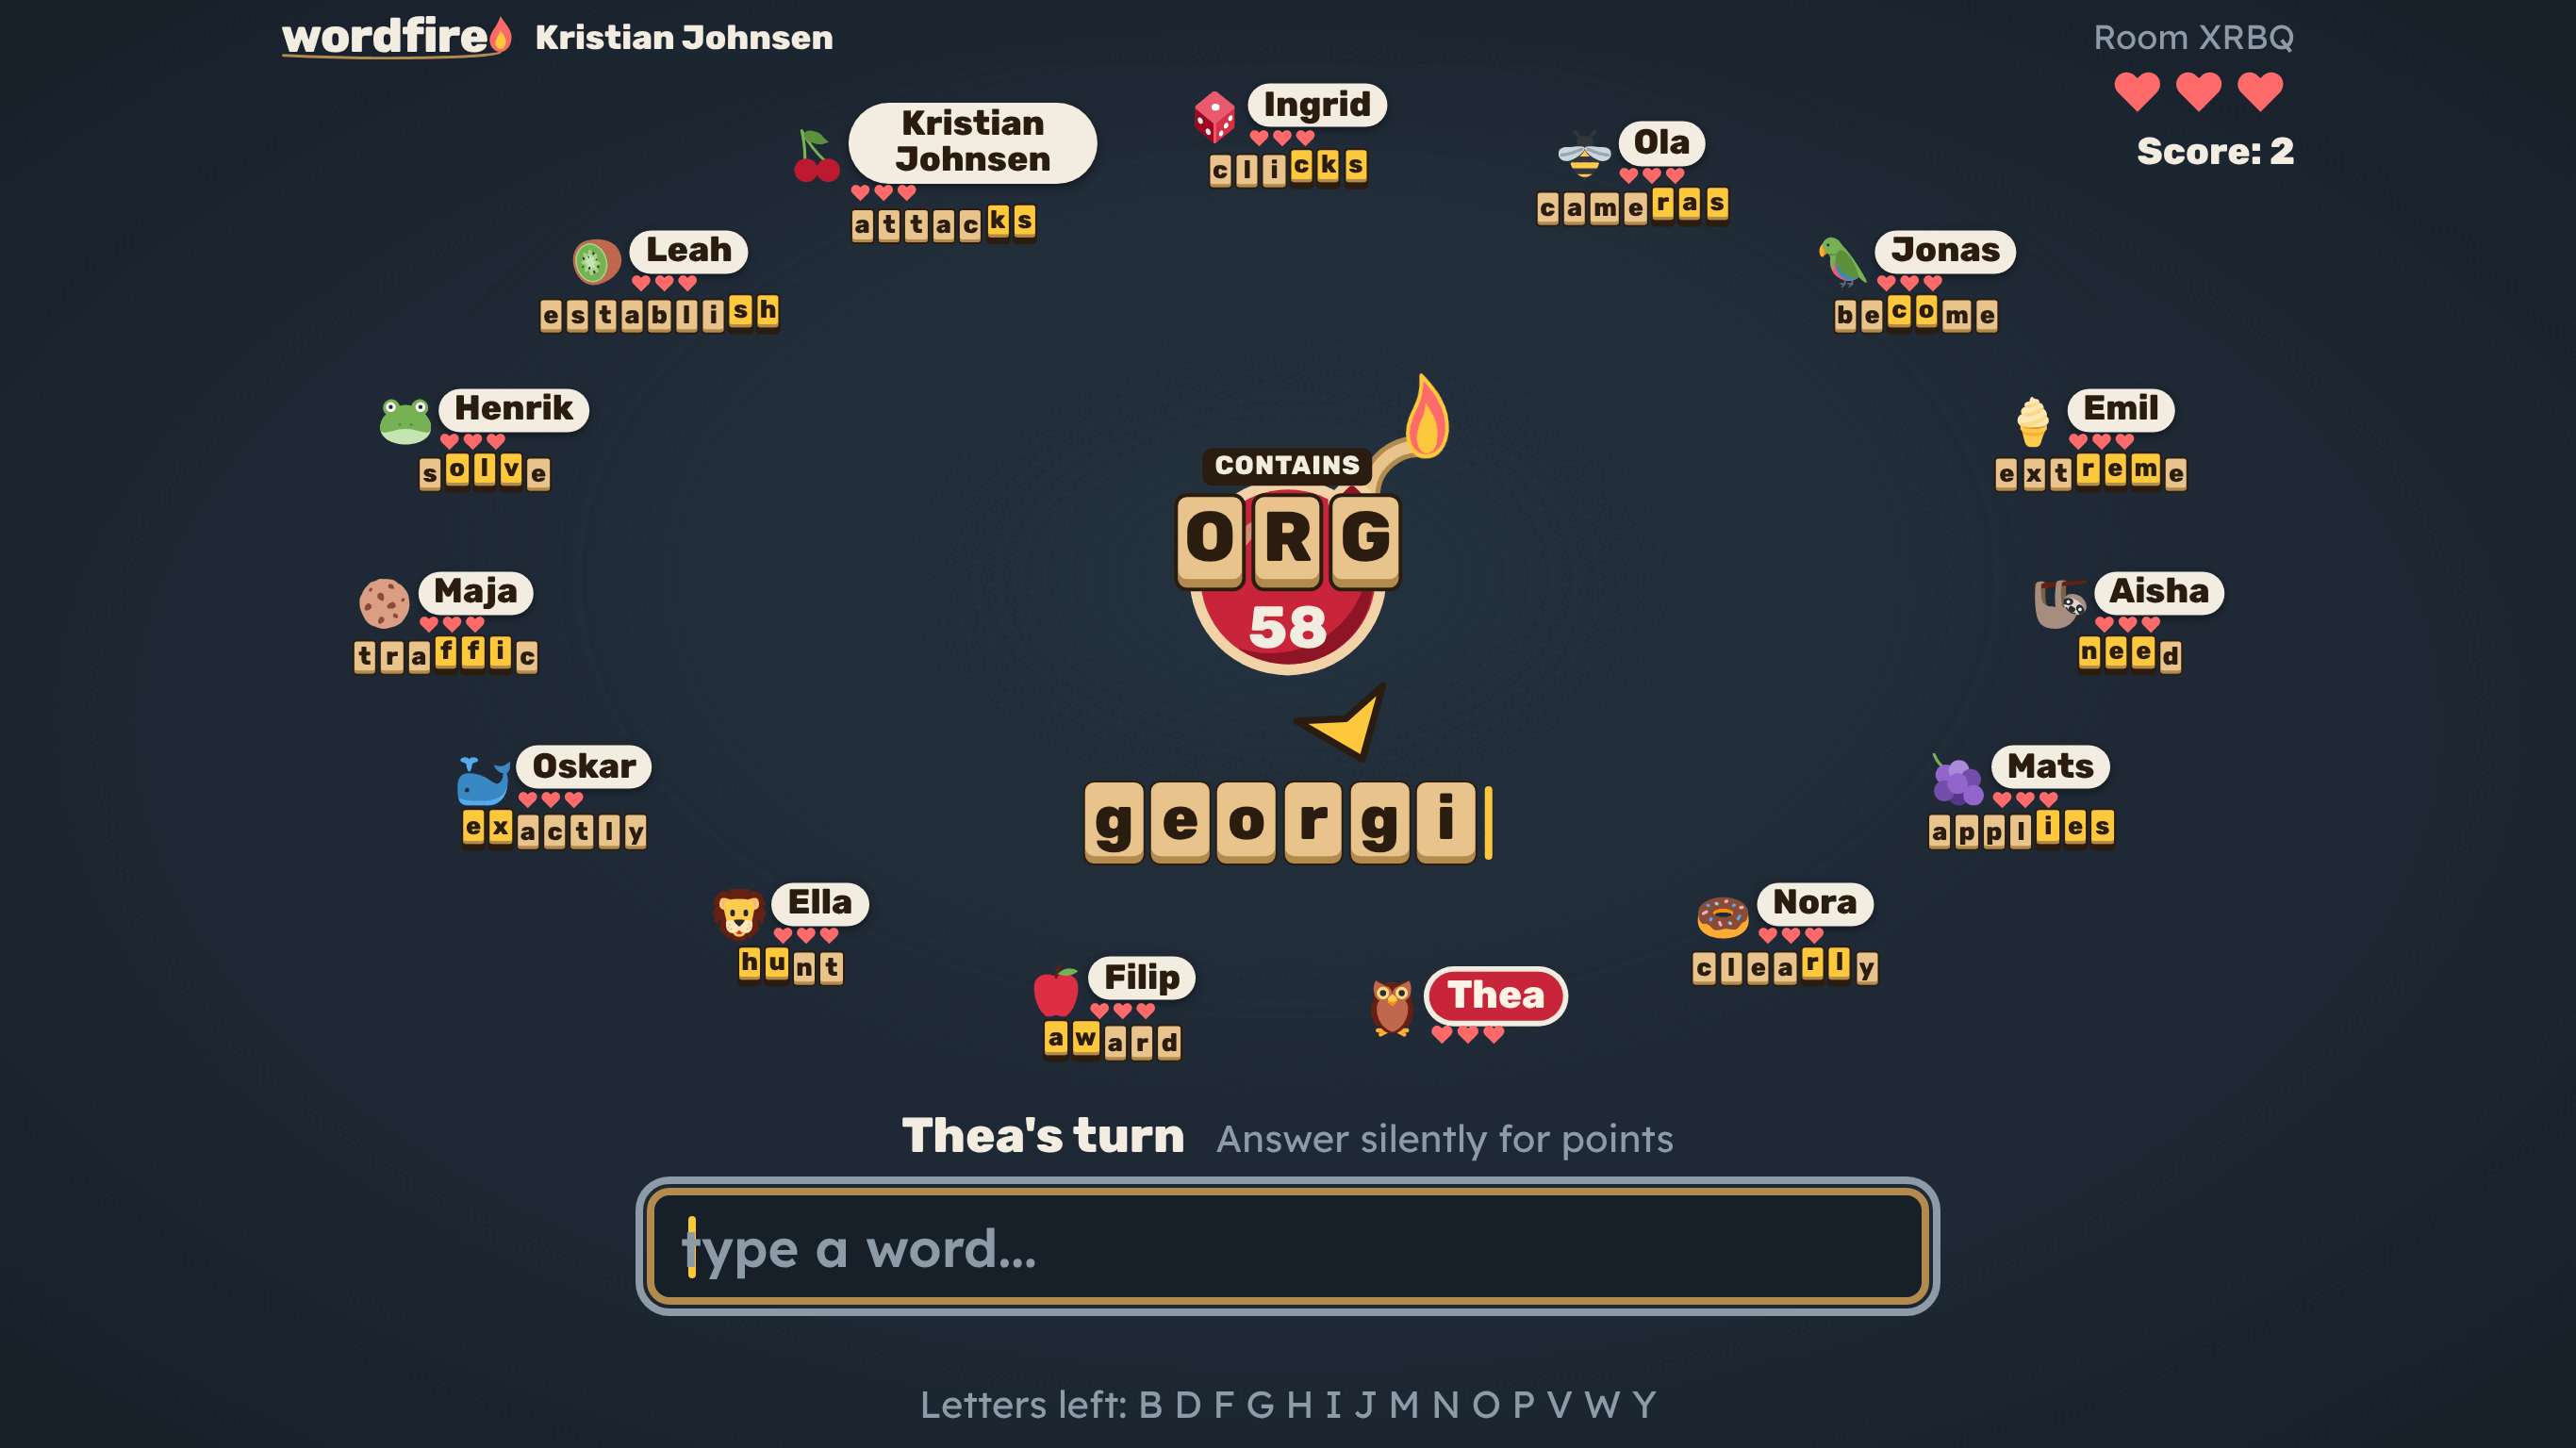 wordfire Kristian Johnsen
Room XRBQ
Score: 2
Kristian
Johnsen
attacks
Ingrid
clicks
Ola
cameras
Jonas
become
Leah
establish
Henrik
solve
Emil
extreme
CONTAINS
ORG
58
Maja
traffic
Aisha
need
Oskar
exactly
georgi
Mats
applies
Ella
hunt
Nora
clearly
Filip
award
Thea
Thea's turn Answer silently for points
type a word...
Letters left: B D F G H I J M N O P V W Y